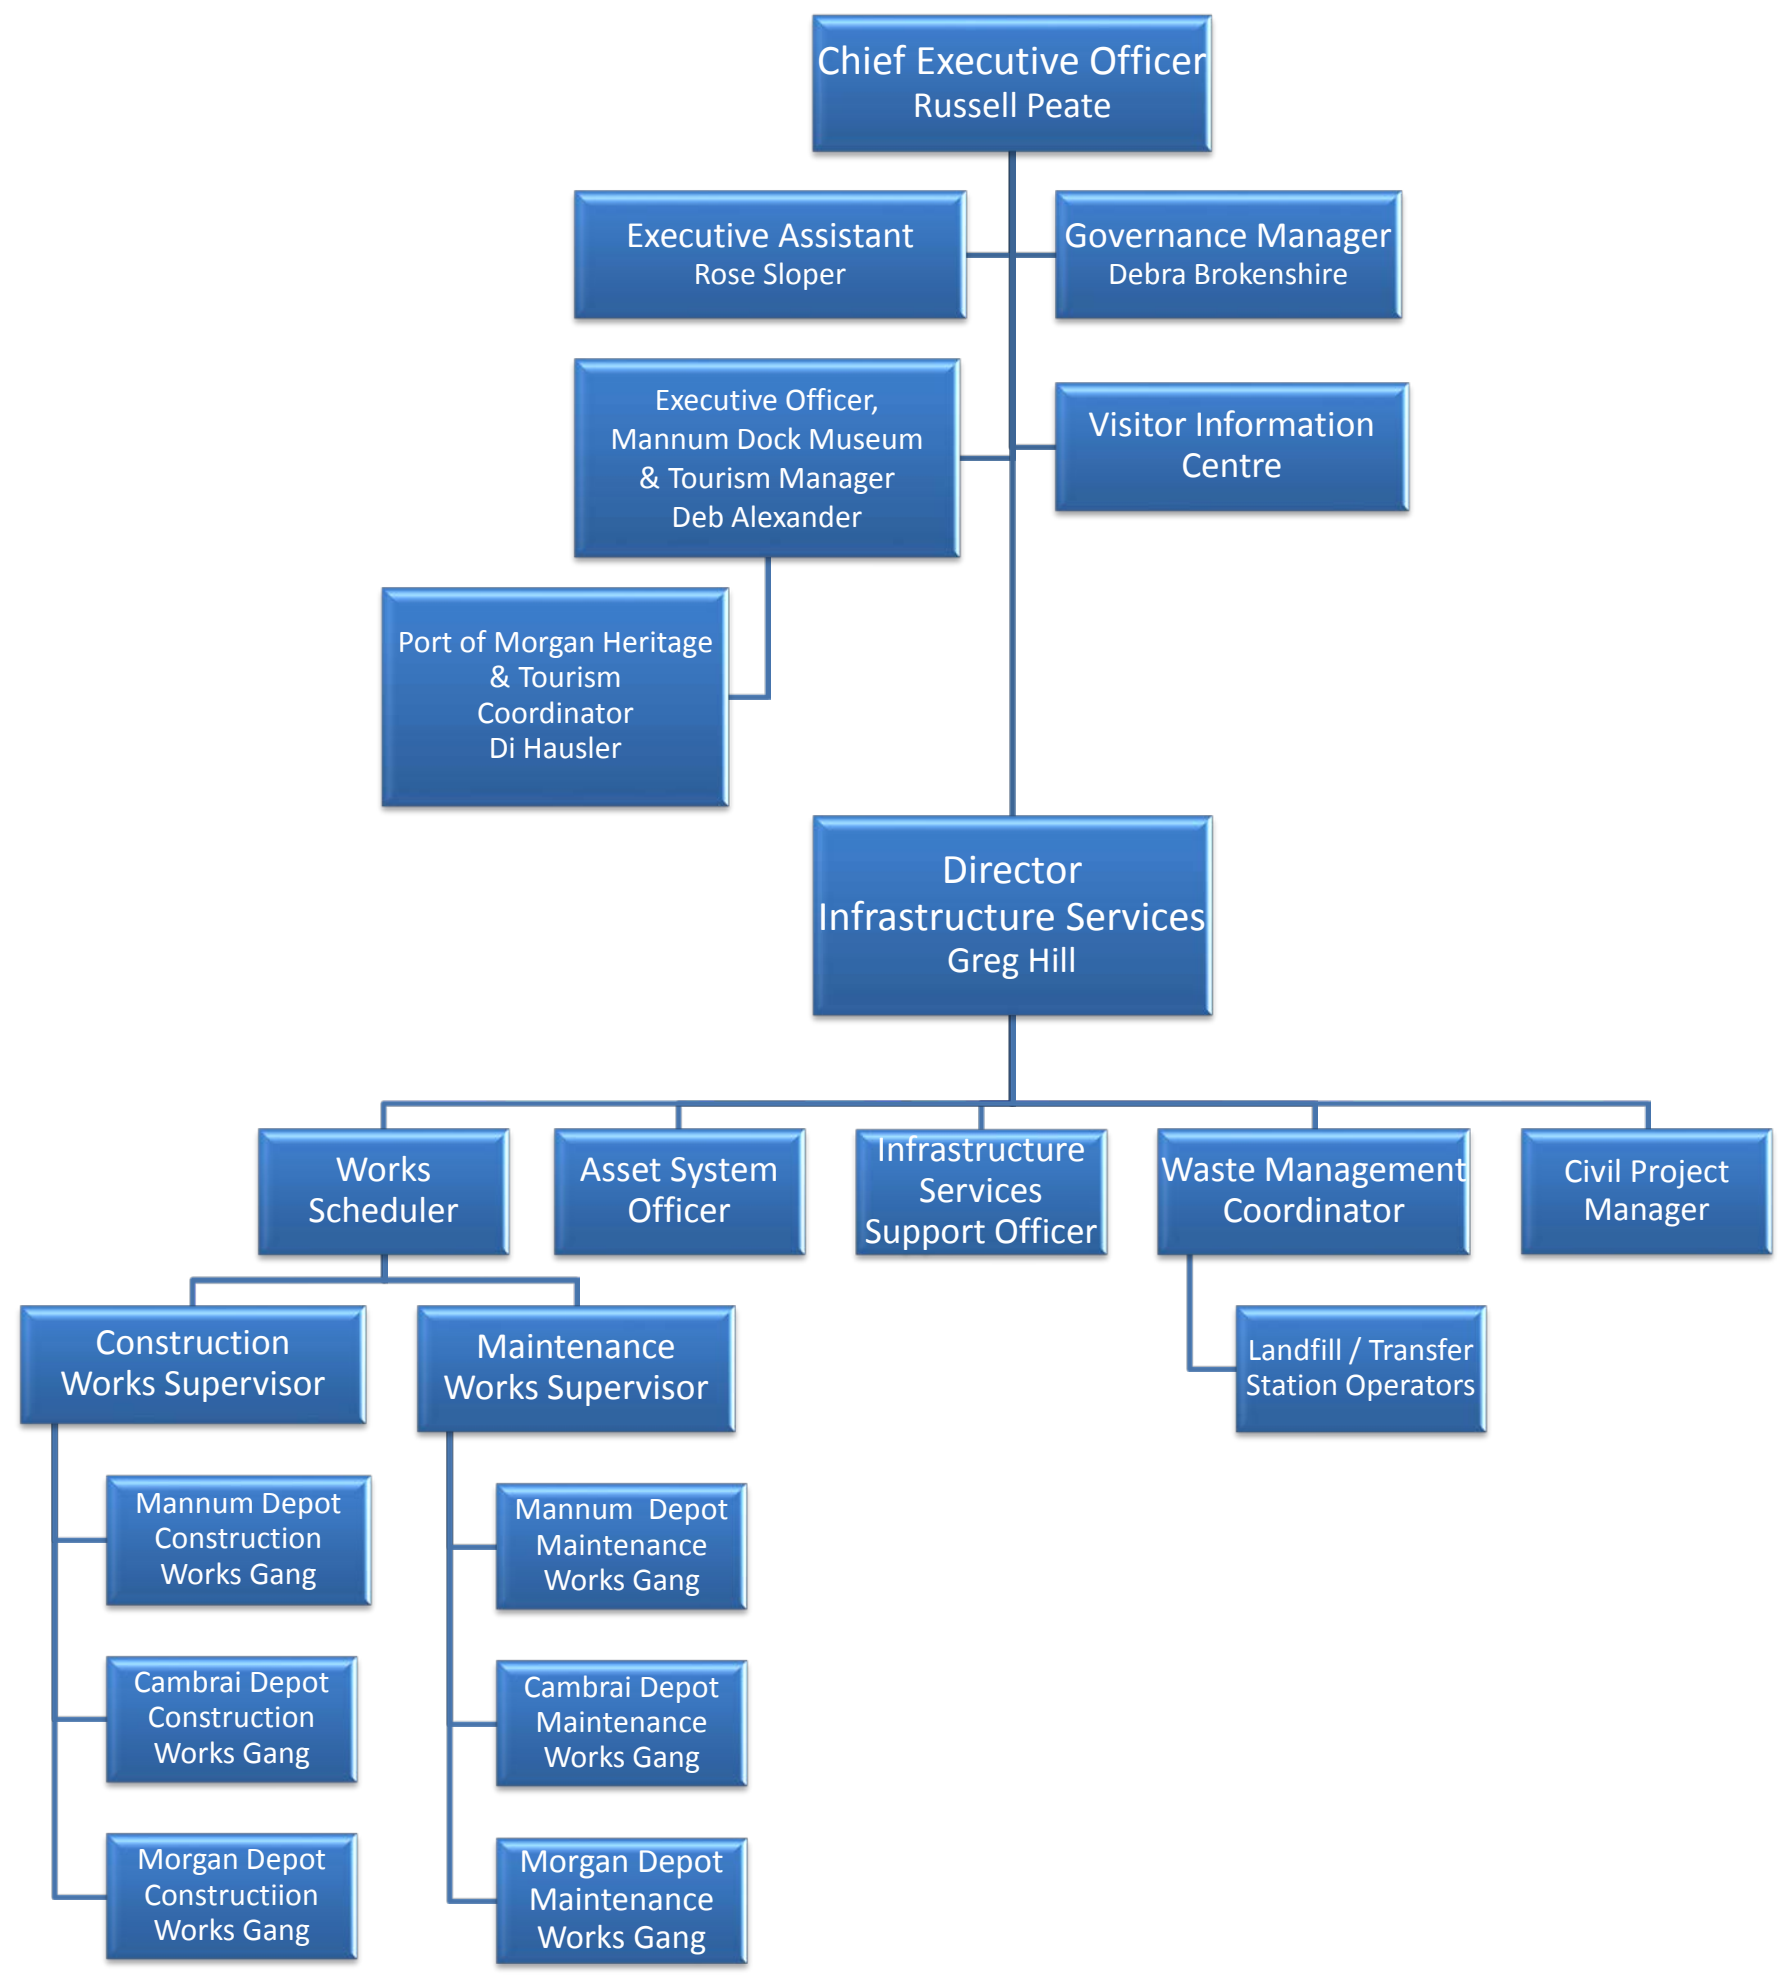 Chief Executive Officer
Russell Peate
Executive Assistant
Rose Sloper
Governance Manager
Debra Brokenshire
Executive Officer,
Mannum Dock Museum
& Tourism Manager
Deb Alexander
Visitor Information
Centre
Port of Morgan Heritage
& Tourism
Coordinator
Di Hausler
Director
Infrastructure Services
Greg Hill
Works
Scheduler
Asset System
Officer
Infrastructure
Services
Support Officer
Waste Management
Coordinator
Civil Project
Manager
Construction
Works Supervisor
Maintenance
Works Supervisor
Landfill / Transfer
Station Operators
Mannum Depot
Construction
Works Gang
Mannum  Depot
Maintenance
Works Gang
Cambrai Depot
Construction
Works Gang
Cambrai Depot
Maintenance
Works Gang
Morgan Depot
Constructiion
Works Gang
Morgan Depot
Maintenance
Works Gang